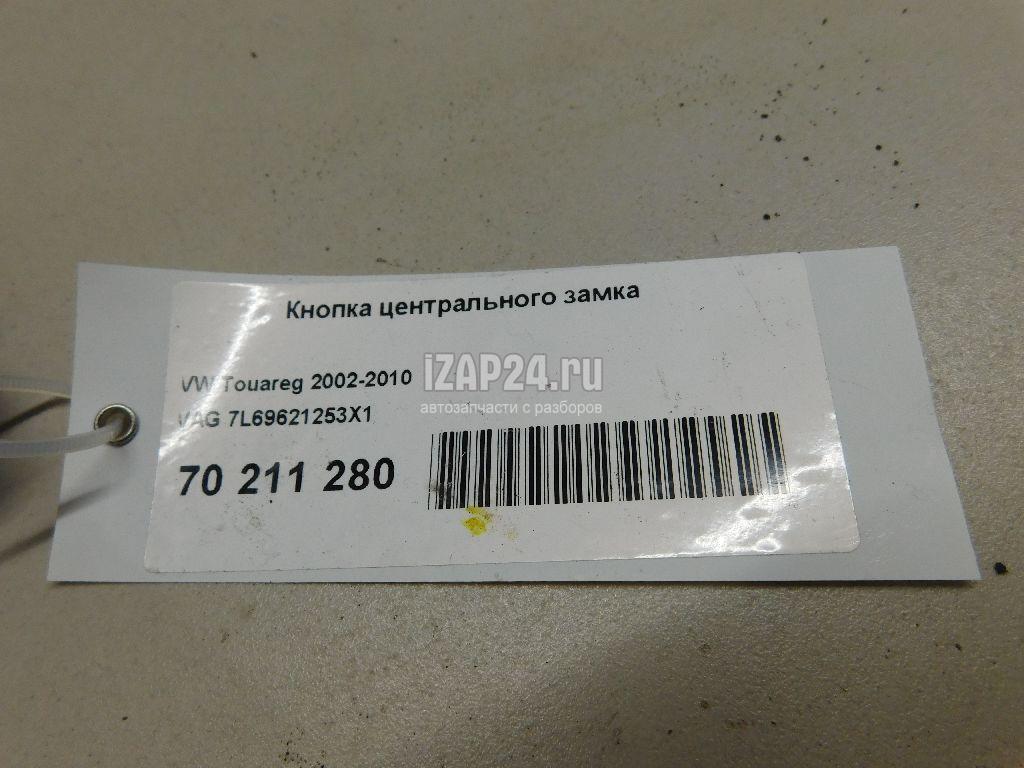 Кнопка центрального замка
VW Touareg 2002-2010
VAG 7L69621253X1
70 211 280
iZAP24.ru
автозапчасти с разборов